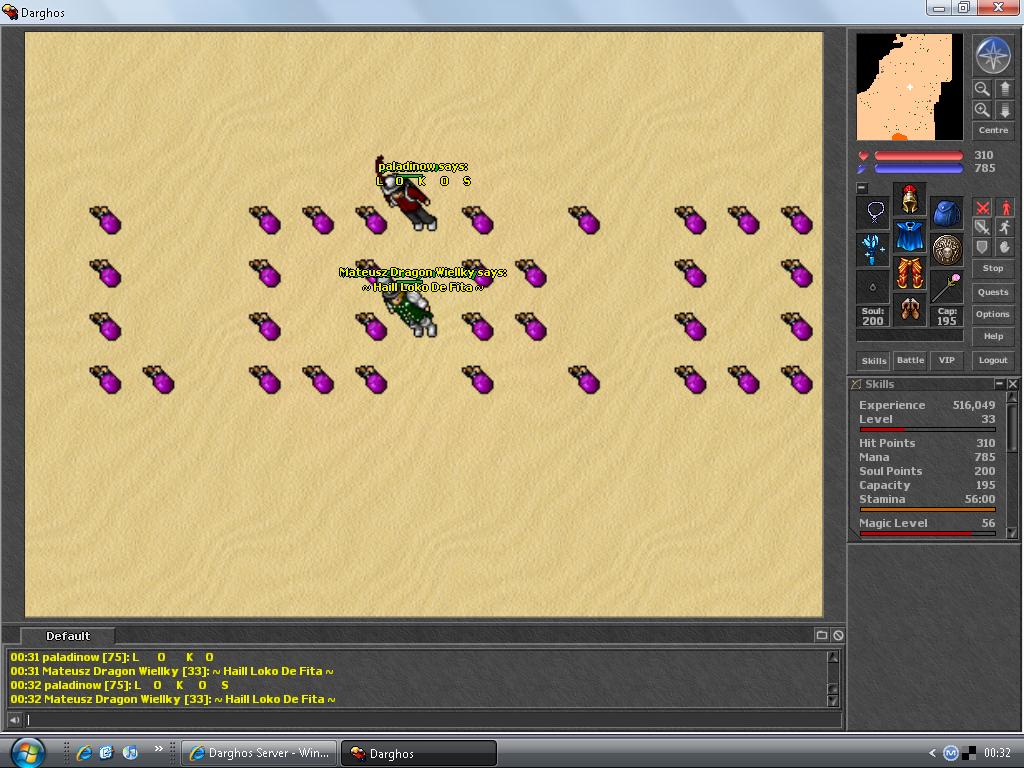 Darghos
paladinow says:
L O K O S
Mateusz Dragon Wiellky says:
~ Haill Loko De Fita ~
Centre
310
785
Soul:
200
Cap:
195
Stop
Quests
Options
Help
Skills Battle VIP Logout
Skills
Experience 516,049
Level 33
Hit Points 310
Mana 785
Soul Points 200
Capacity 195
Stamina 56:00
Magic Level 56
Default
00:31 paladinow [75]: L O K O
00:31 Mateusz Dragon Wiellky [33]: ~ Haill Loko De Fita ~
00:32 paladinow [75]: L O K O S
00:32 Mateusz Dragon Wiellky [33]: ~ Haill Loko De Fita ~
Darghos Server - Win... Darghos 00:32